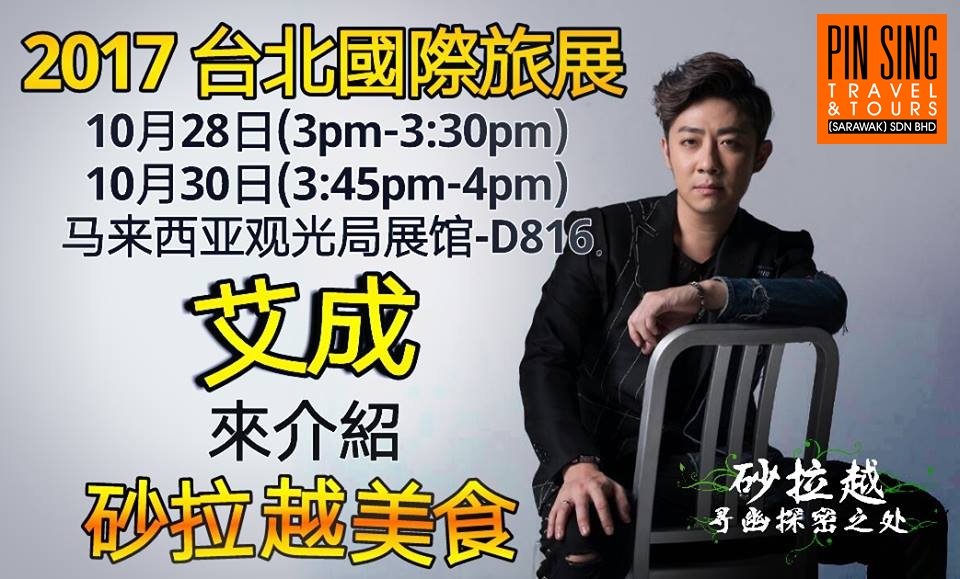 2017 台北國際旅展
10月28日(3pm-3:30pm)
10月30日(3:45pm-4pm)
马来西亚观光局展馆-D816。
艾成
來介紹
砂拉越美食
PIN SING
TRAVEL
& TOURS
(SARAWAK) SDN BHD
砂拉越
寻幽探密之处